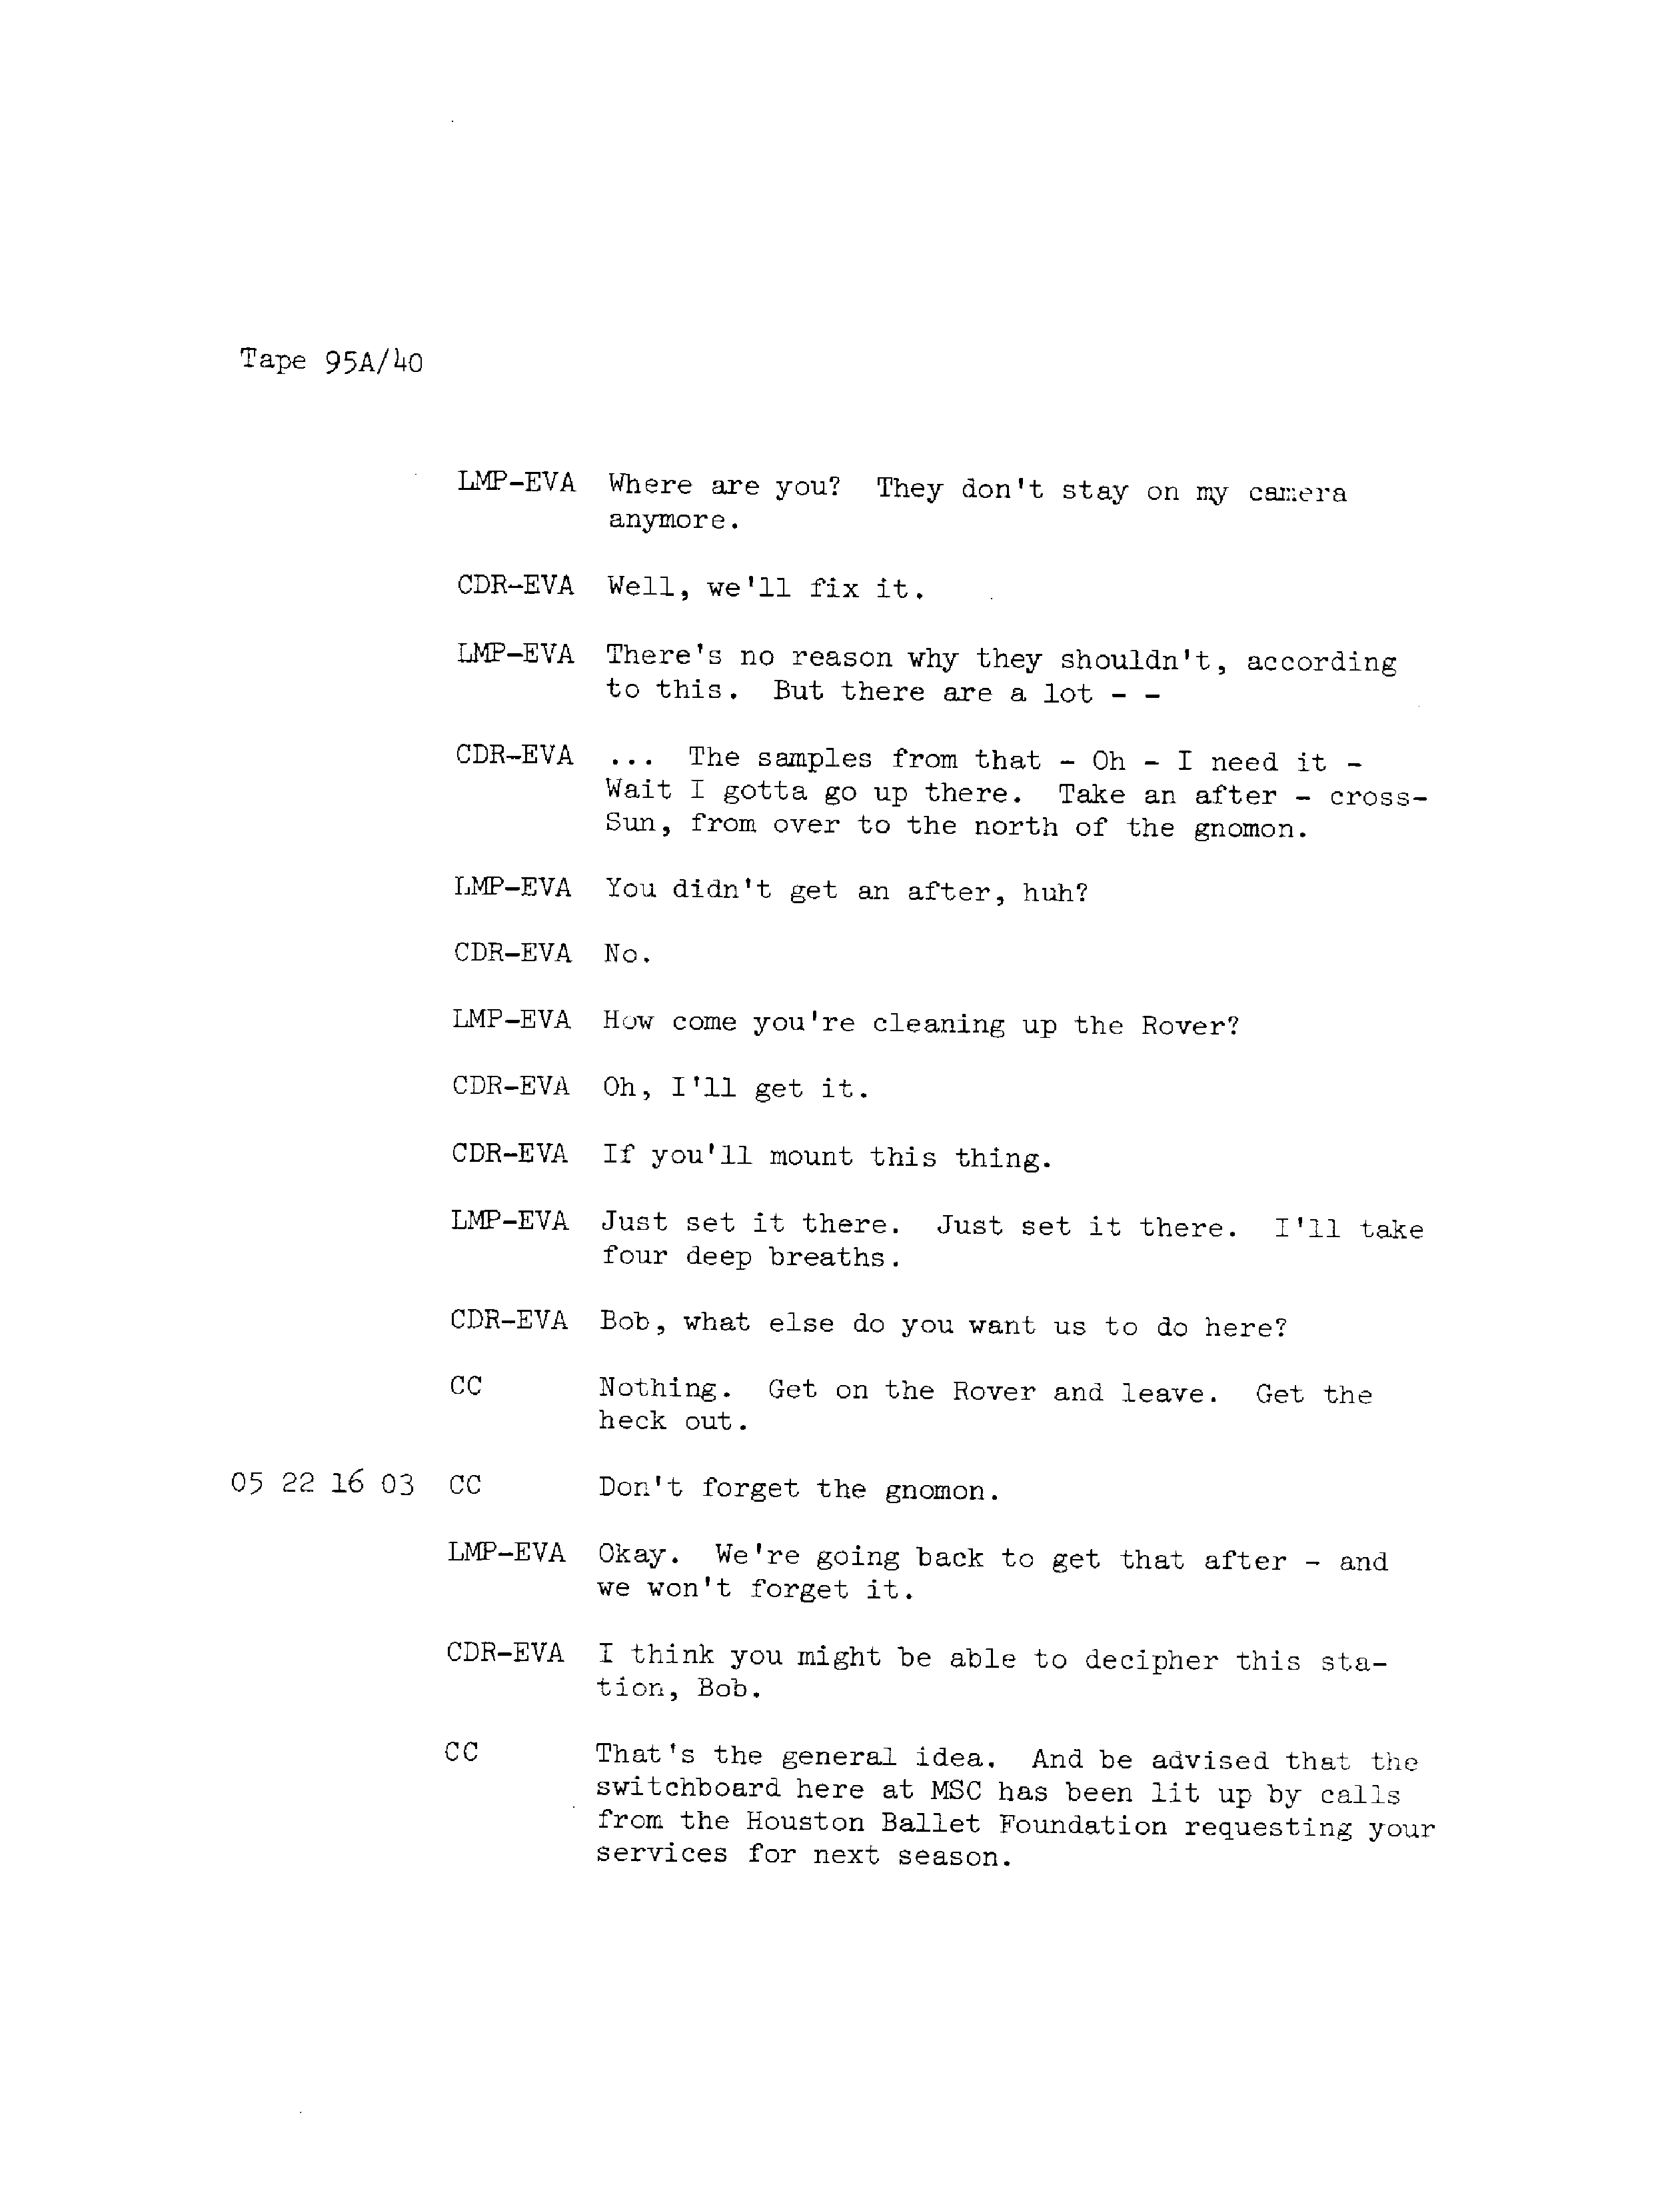 Tape 95A/40
LMP-EVA Where are you? They don't stay on my camera
anymore.
CDR-EVA Well, we'll fix it.
LMP-EVA There's no reason why they shouldn't, according
to this. But there are a lot - -
CDR-EVA ... The samples from that - Oh - I need it -
Wait I gotta go up there. Take an after - cross-
Sun, from over to the north of the gnomon.
LMP-EVA You didn't get an after, huh?
CDR-EVA No.
LMP-EVA How come you're cleaning up the Rover?
CDR-EVA Oh, I'll get it.
CDR-EVA If you'll mount this thing.
LMP-EVA Just set it there. Just set it there. I'll take
four deep breaths.
CDR-EVA Bob, what else do you want us to do here?
CC Nothing. Get on the Rover and leave. Get the
heck out.
05 22 16 03 CC Don't forget the gnomon.
LMP-EVA Okay. We're going back to get that after - and
we won't forget it.
CDR-EVA I think you might be able to decipher this sta-
tion, Bob.
CC That's the general idea. And be advised that the
switchboard here at MSC has been lit up by calls
from the Houston Ballet Foundation requesting your
services for next season.